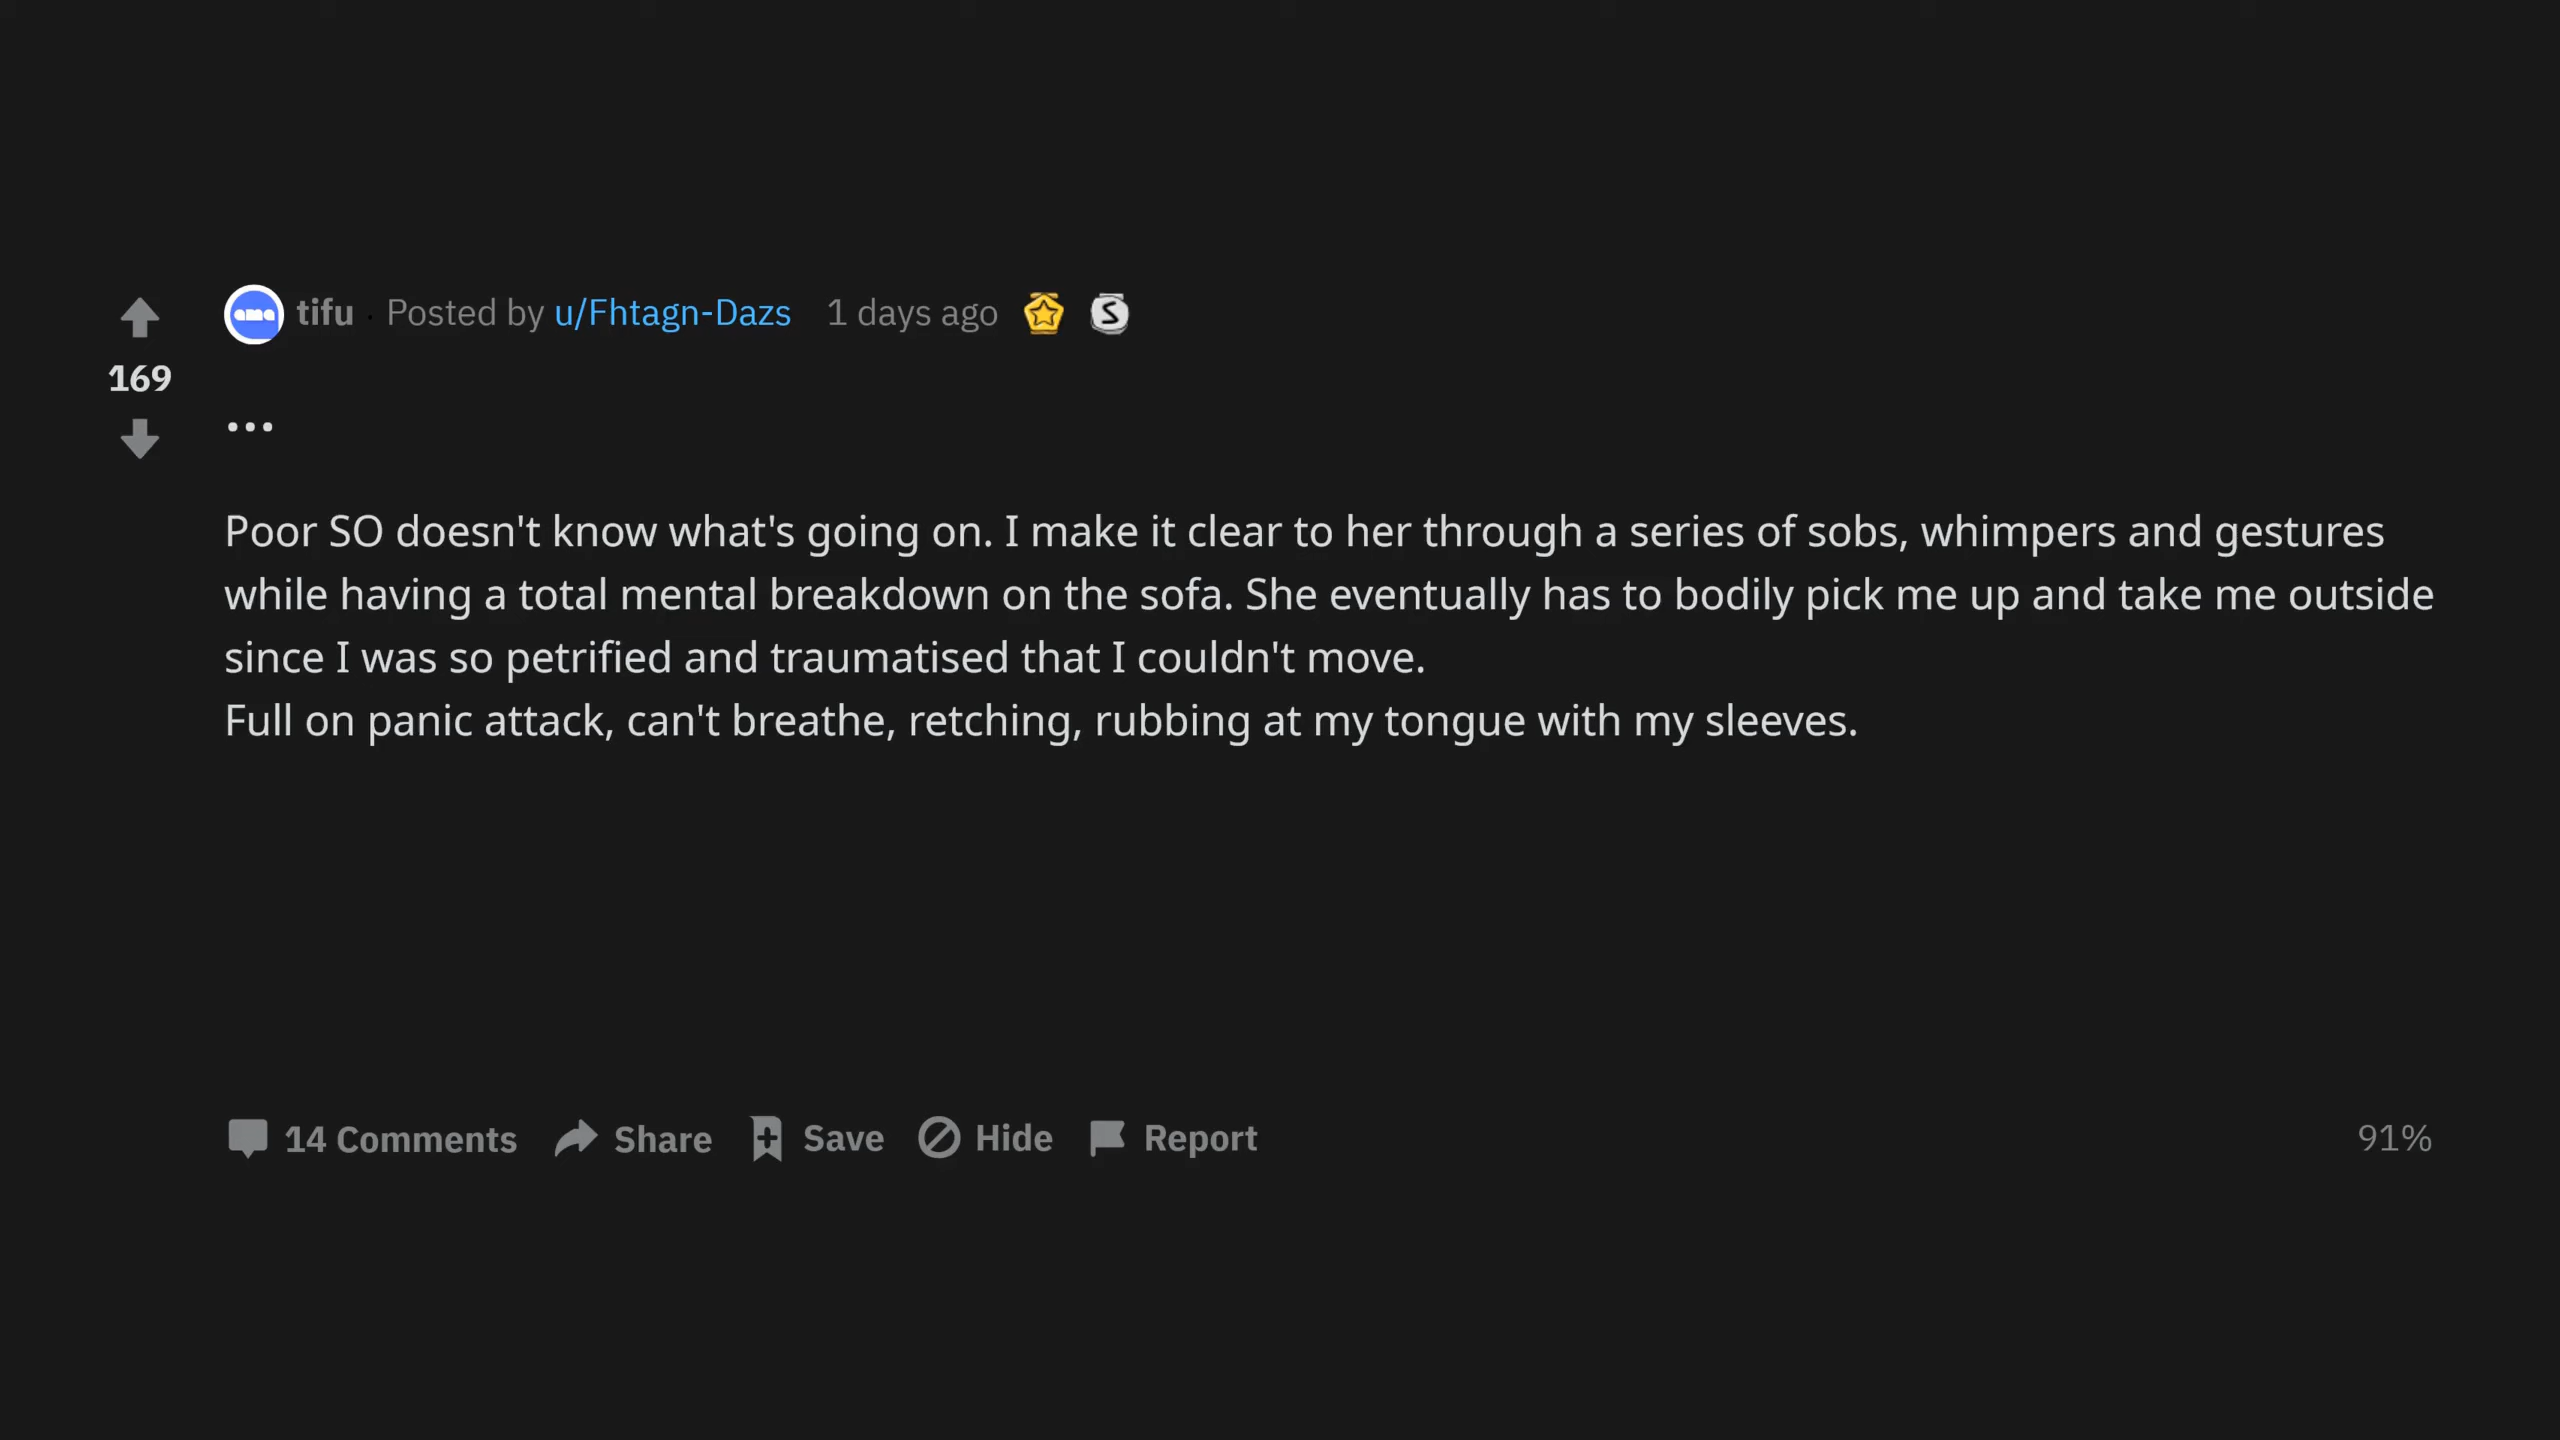 ama tifu · Posted by u/Fhtagn-Dazs 1 days ago S
169
...
Poor SO doesn't know what's going on. I make it clear to her through a series of sobs, whimpers and gestures
while having a total mental breakdown on the sofa. She eventually has to bodily pick me up and take me outside
since I was so petrified and traumatised that I couldn't move.
Full on panic attack, can't breathe, retching, rubbing at my tongue with my sleeves.
14 Comments Share Save Hide Report 91%